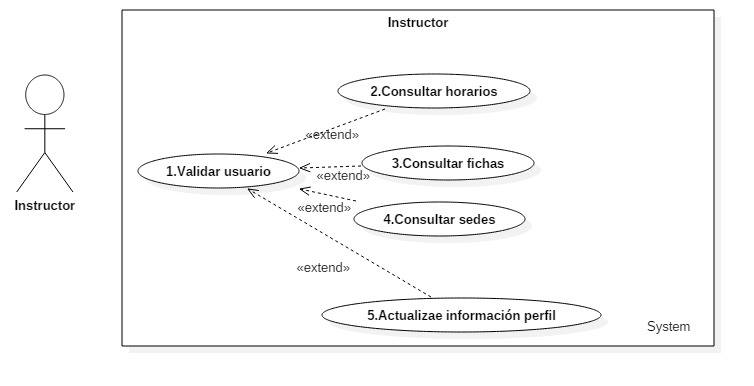 Instructor
2.Consultar horarios
«extend»
3.Consultar fichas
1.Validar usuario
«extend»
Instructor
«extend»
4.Consultar sedes
«extend»
5.Actualizae información perfil
System